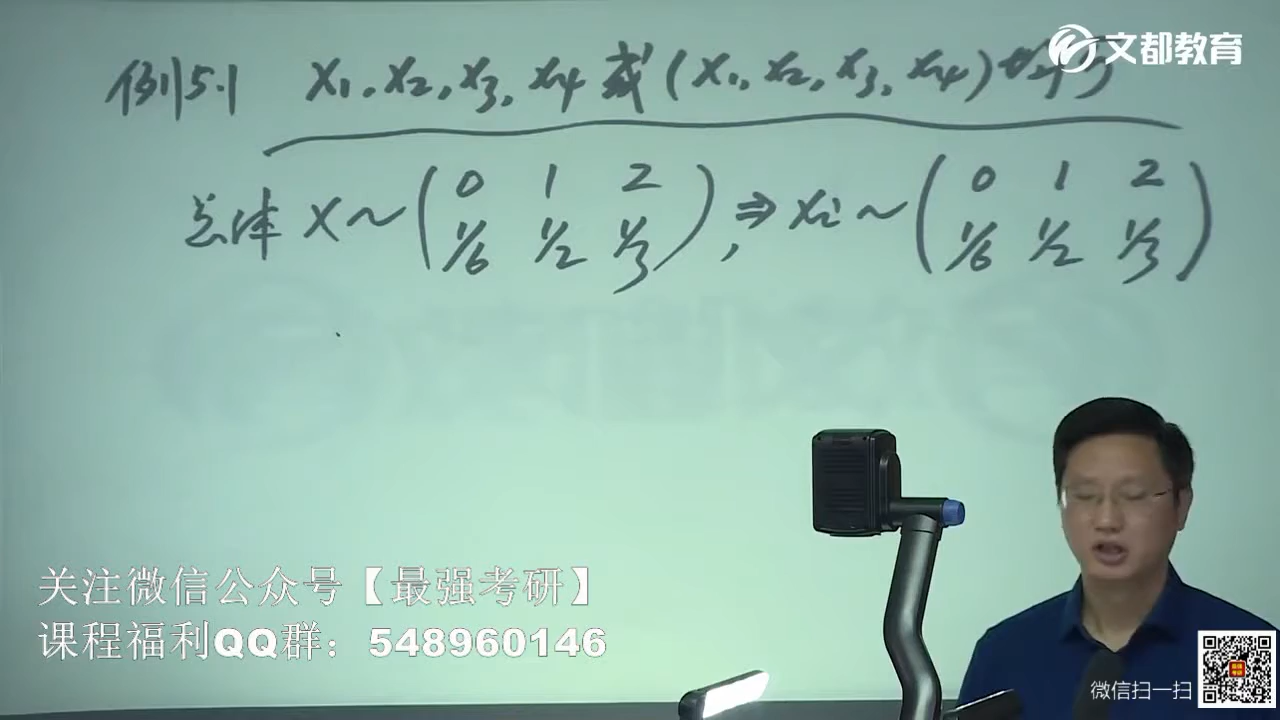 文都教育
例15.1 X1, X2, X3, X4 或 (X1, X2, X3, X4)
总体 X ~ (0 1 2
1/6 1/2 1/3), ⇒ Xi ~ (0 1 2
1/6 1/2 1/3)
关注微信公众号【最强考研】
课程福利QQ群：548960146
微信扫一扫